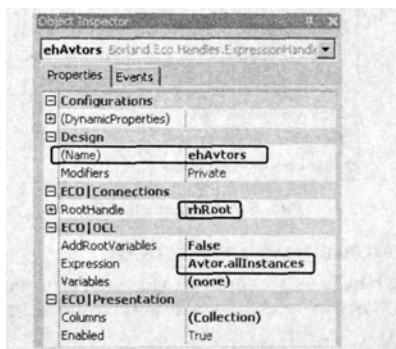 Object Inspector
ehAvtors Borland.Eco.Handles.ExpressionHandle
Properties Events
Configurations
(DynamicProperties)
Design
(Name) ehAvtors
Modifiers Private
ECO|Connections
RootHandle rhRoot
ECO|OCL
AddRootVariables False
Expression Avtor.allInstances
Variables (none)
ECO|Presentation
Columns (Collection)
Enabled True